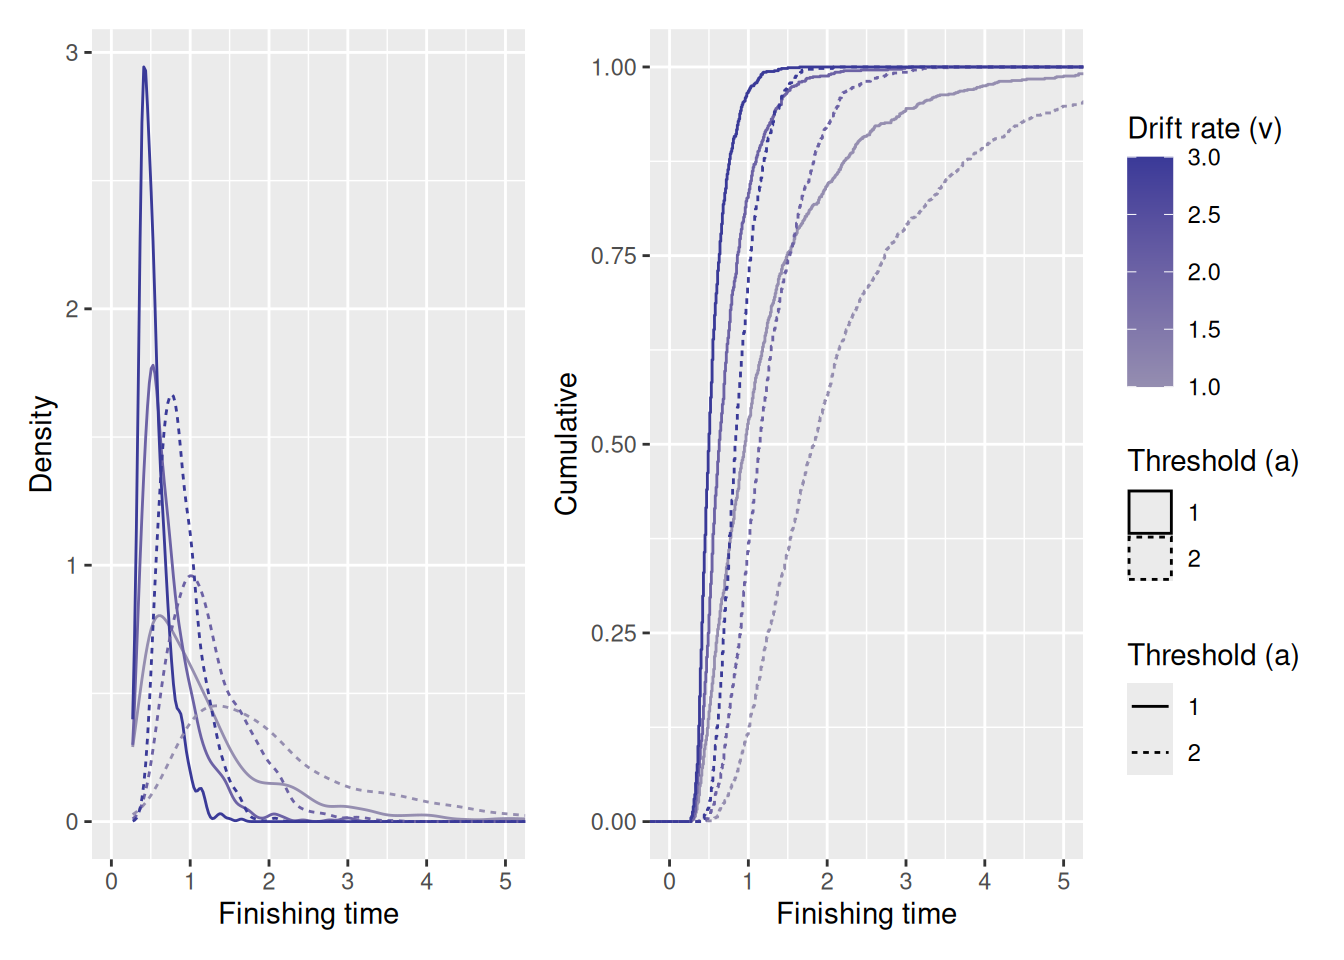 Density
3
2
1
0
0 1 2 3 4 5
Finishing time
Cumulative
1.00
0.75
0.50
0.25
0.00
0 1 2 3 4 5
Finishing time
Drift rate (v)
3.0
2.5
2.0
1.5
1.0
Threshold (a)
1
2
Threshold (a)
1
2